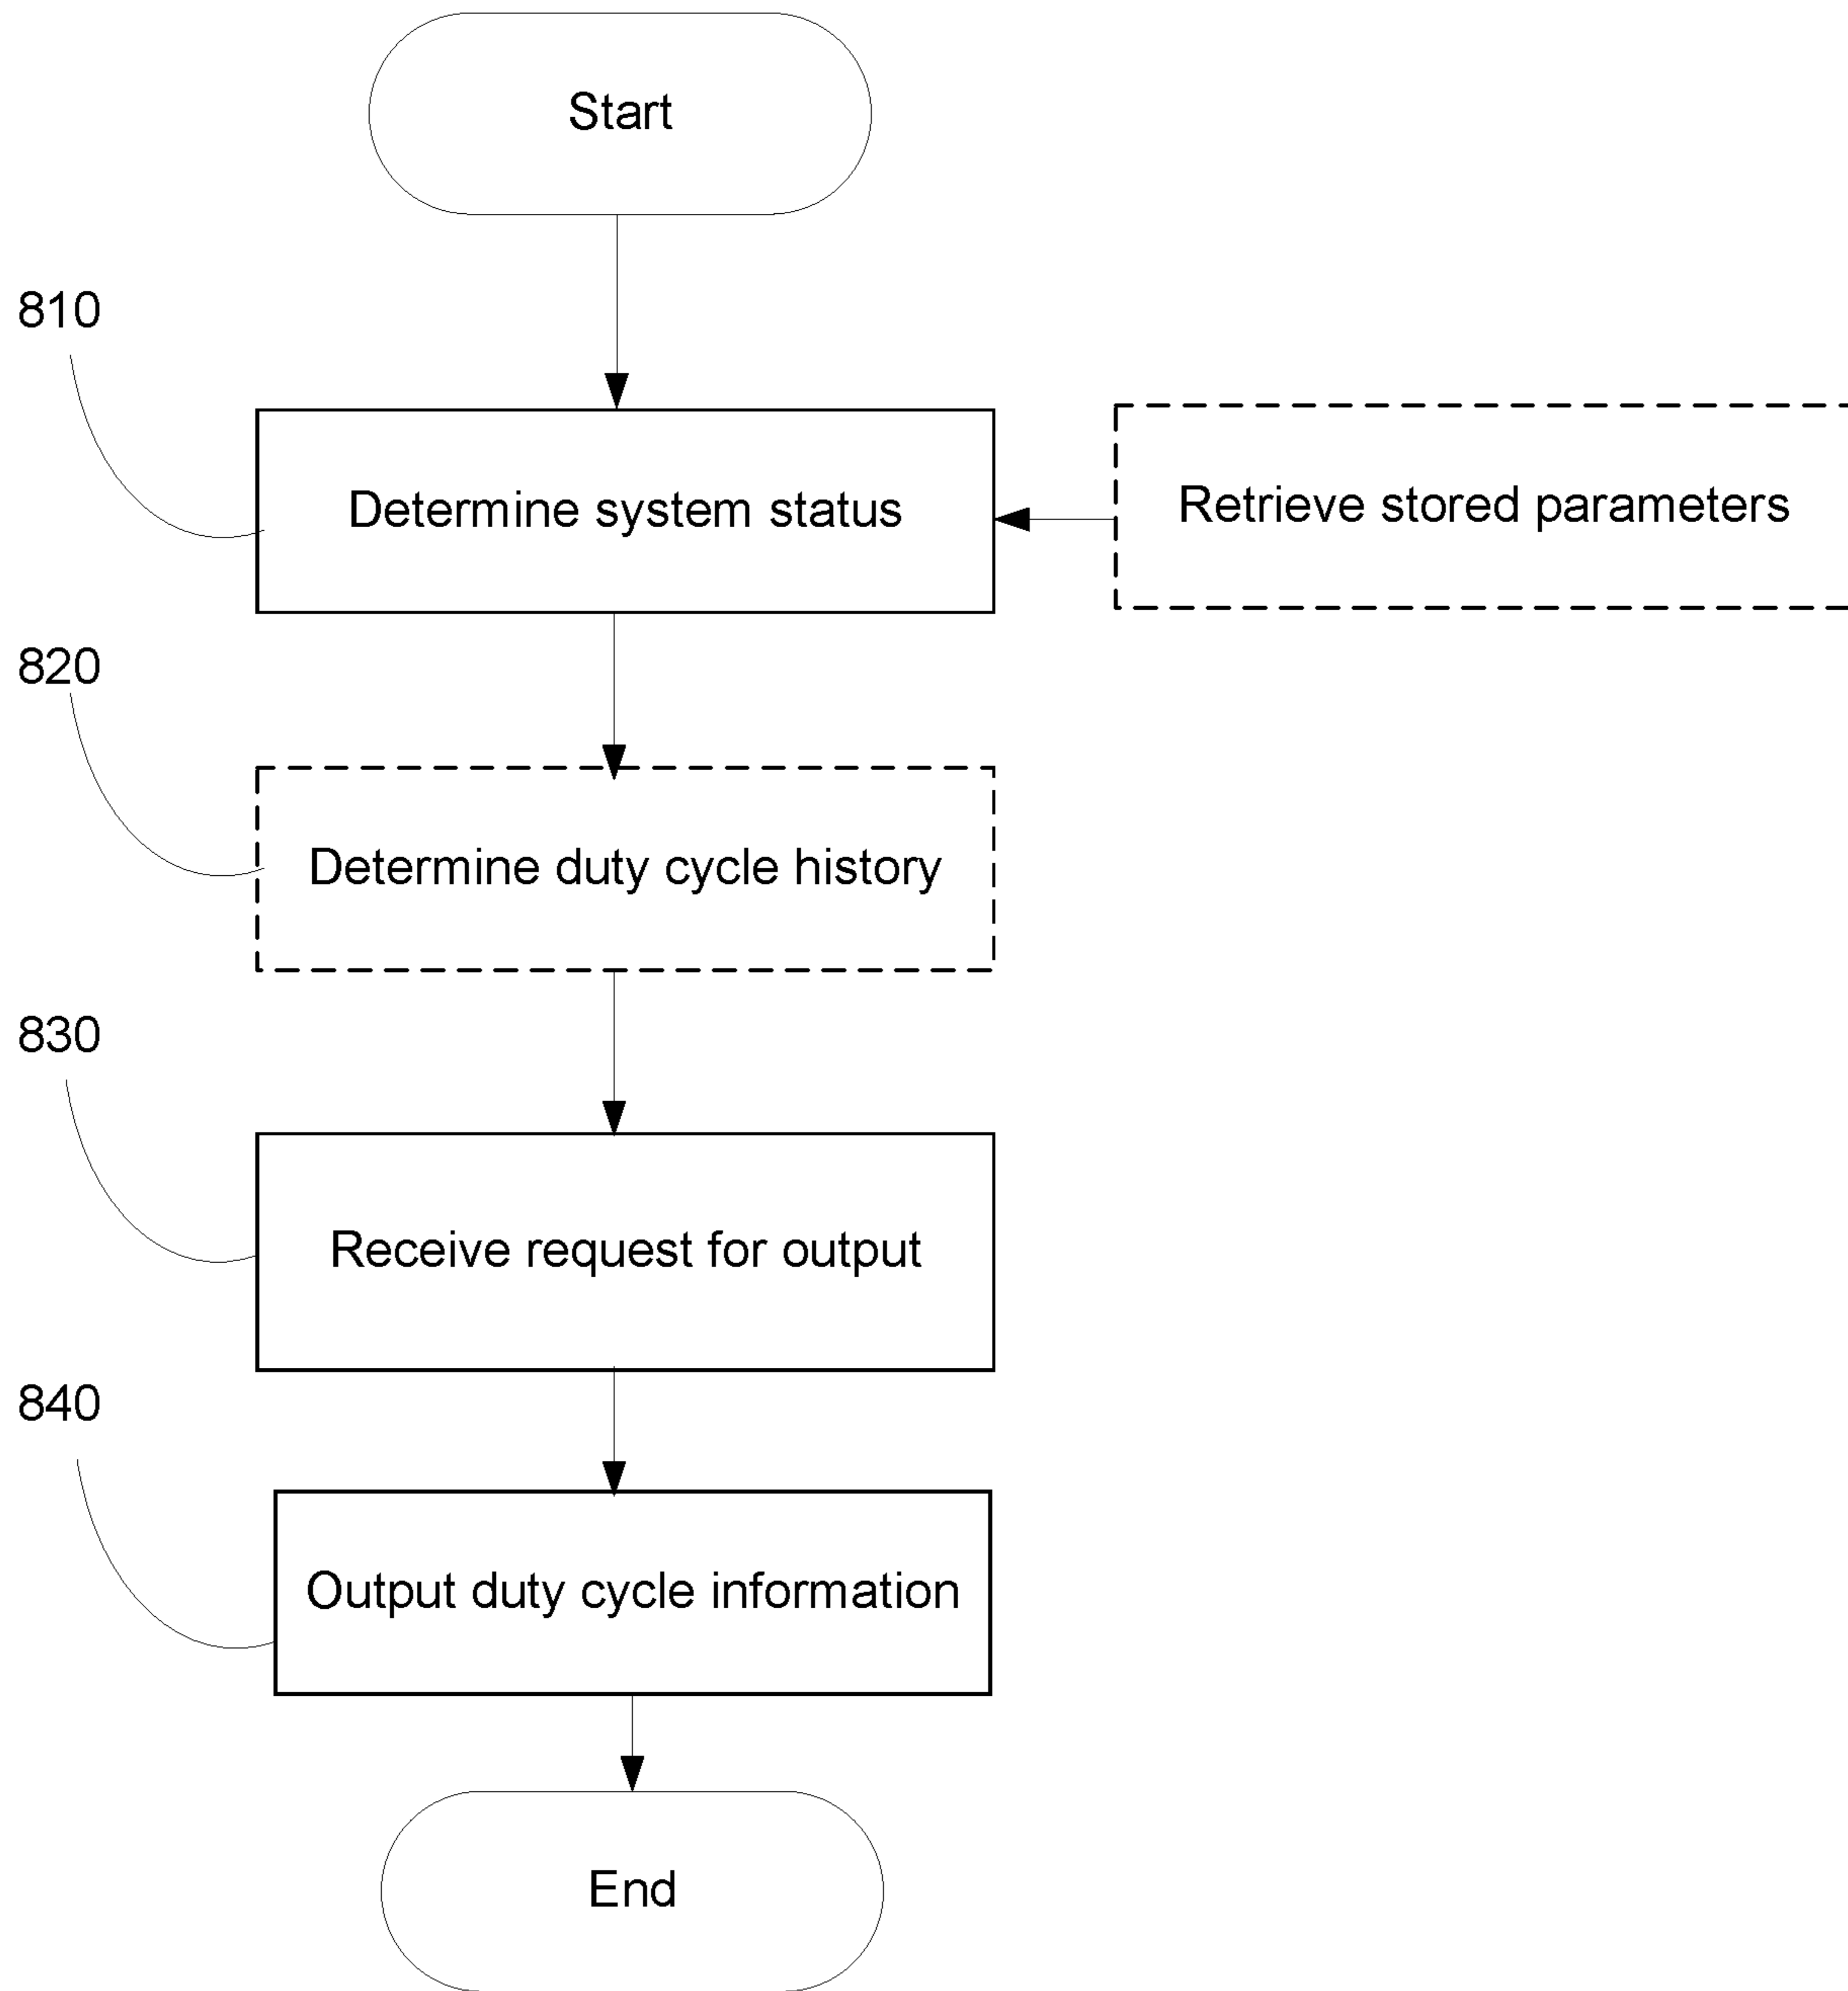 Start
810
Determine system status
Retrieve stored parameters
820
Determine duty cycle history
830
Receive request for output
840
Output duty cycle information
End